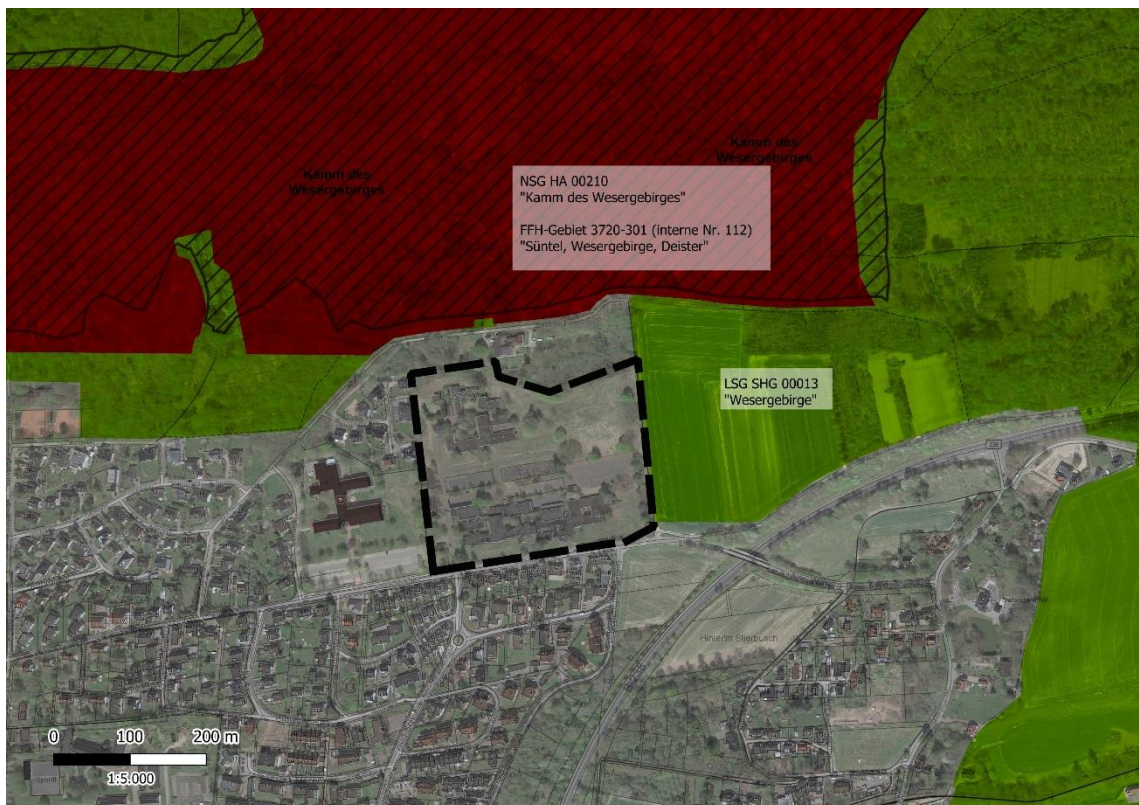 Kamm des
Wesergebirges
Kamm des
Wesergebirges
NSG HA 00210
"Kamm des Wesergebirges"
FFH-Gebiet 3720-301 (interne Nr. 112)
"Süntel, Wesergebirge, Deister"
LSG SHG 00013
"Wesergebirge"
Hinterm Stierbusch
0 100 200 m
1:5.000